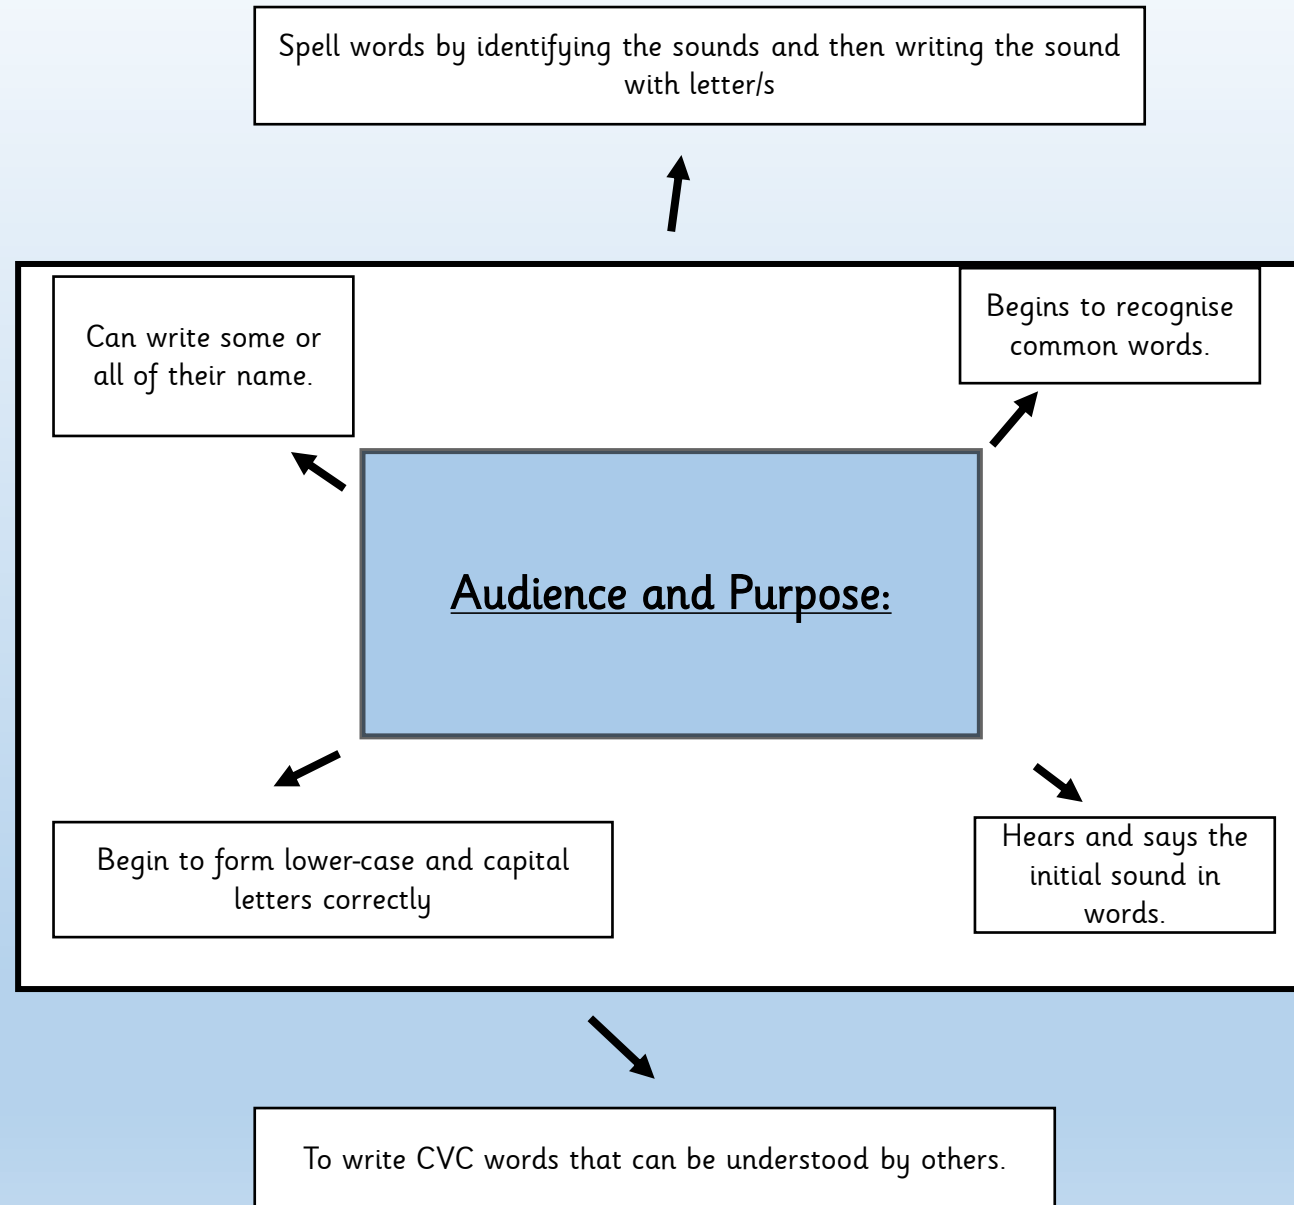 Spell words by identifying the sounds and then writing the sound
with letter/s
Can write some or
all of their name.
Begins to recognise
common words.
Audience and Purpose:
Begin to form lower-case and capital
letters correctly
Hears and says the
initial sound in
words.
To write CVC words that can be understood by others.